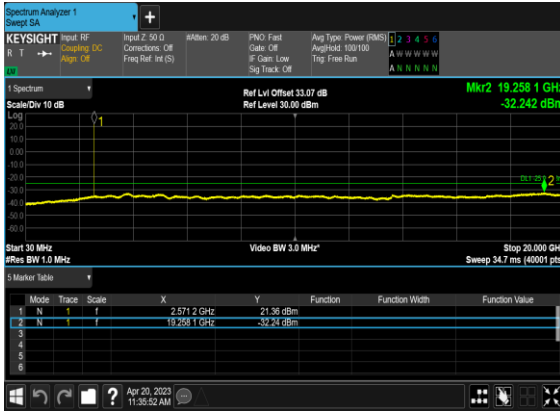 Spectrum Analyzer 1
Swept SA
+
KEYSIGHT Input: RF Input Z: 50 Ω #Atten: 20 dB PNO: Fast Avg Type: Power (RMS) 1 2 3 4 5 6
R T Coupling: DC Corrections: Off Gate: Off Avg|Hold: 100/100 A W W W W W
Align: Off Freq Ref: Int (S) IF Gain: Low Trig: Free Run
Sig Track: Off A N N N N N
1 Spectrum Ref Lvl Offset 33.07 dB Mkr2 19.258 1 GHz
Scale/Div 10 dB Ref Level 30.00 dBm -32.242 dBm
Log
1
20.0
10.0
0.00
-10.0
-20.0
2
-30.0
-40.0
-50.0
-60.0
Start 30 MHz Video BW 3.0 MHz* Stop 20.000 GHz
#Res BW 1.0 MHz Sweep 34.7 ms (40001 pts)
5 Marker Table
Mode Trace Scale X Y Function Function Width Function Value
1 N 1 f 2.571 2 GHz 21.36 dBm
2 N 1 f 19.258 1 GHz -32.24 dBm
3
4
5
6
? Apr 20, 2023
11:35:52 AM